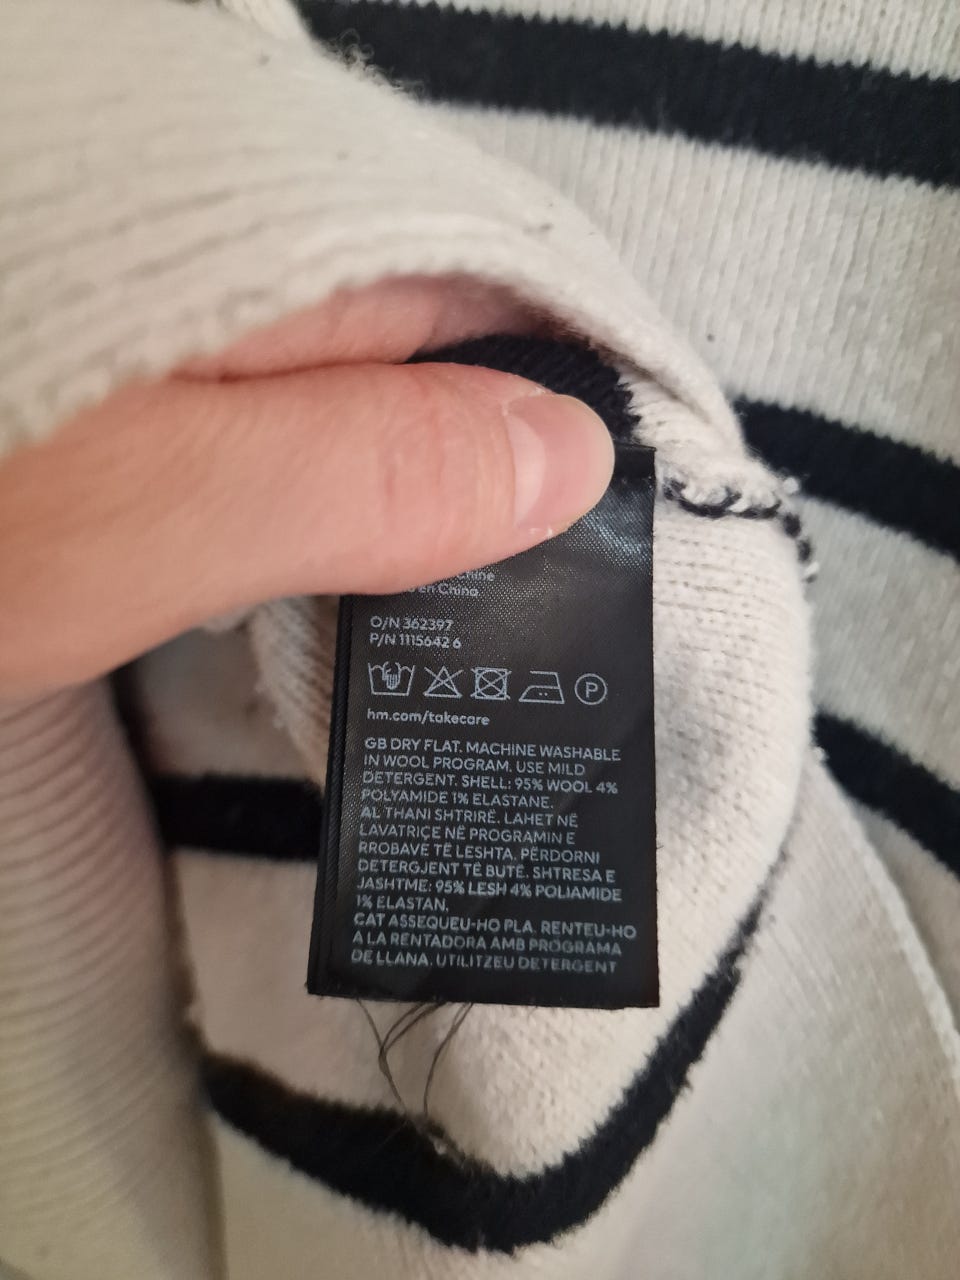 Chine
en China
O/N 362397
P/N 1115642 6
P
hm.com/takecare
GB DRY FLAT. MACHINE WASHABLE
IN WOOL PROGRAM. USE MILD
DETERGENT. SHELL: 95% WOOL 4%
POLYAMIDE 1% ELASTANE.
AL THANI SHTRIRË. LAHET NË
LAVATRIÇE NË PROGRAMIN E
RROBAVE TË LESHTA. PËRDORNI
DETERGJENT TË BUTË. SHTRESA E
JASHTME: 95% LESH 4% POLIAMIDE
1% ELASTAN.
CAT ASSEQUEU-HO PLA. RENTEU-HO
A LA RENTADORA AMB PROGRAMA
DE LLANA. UTILITZEU DETERGENT